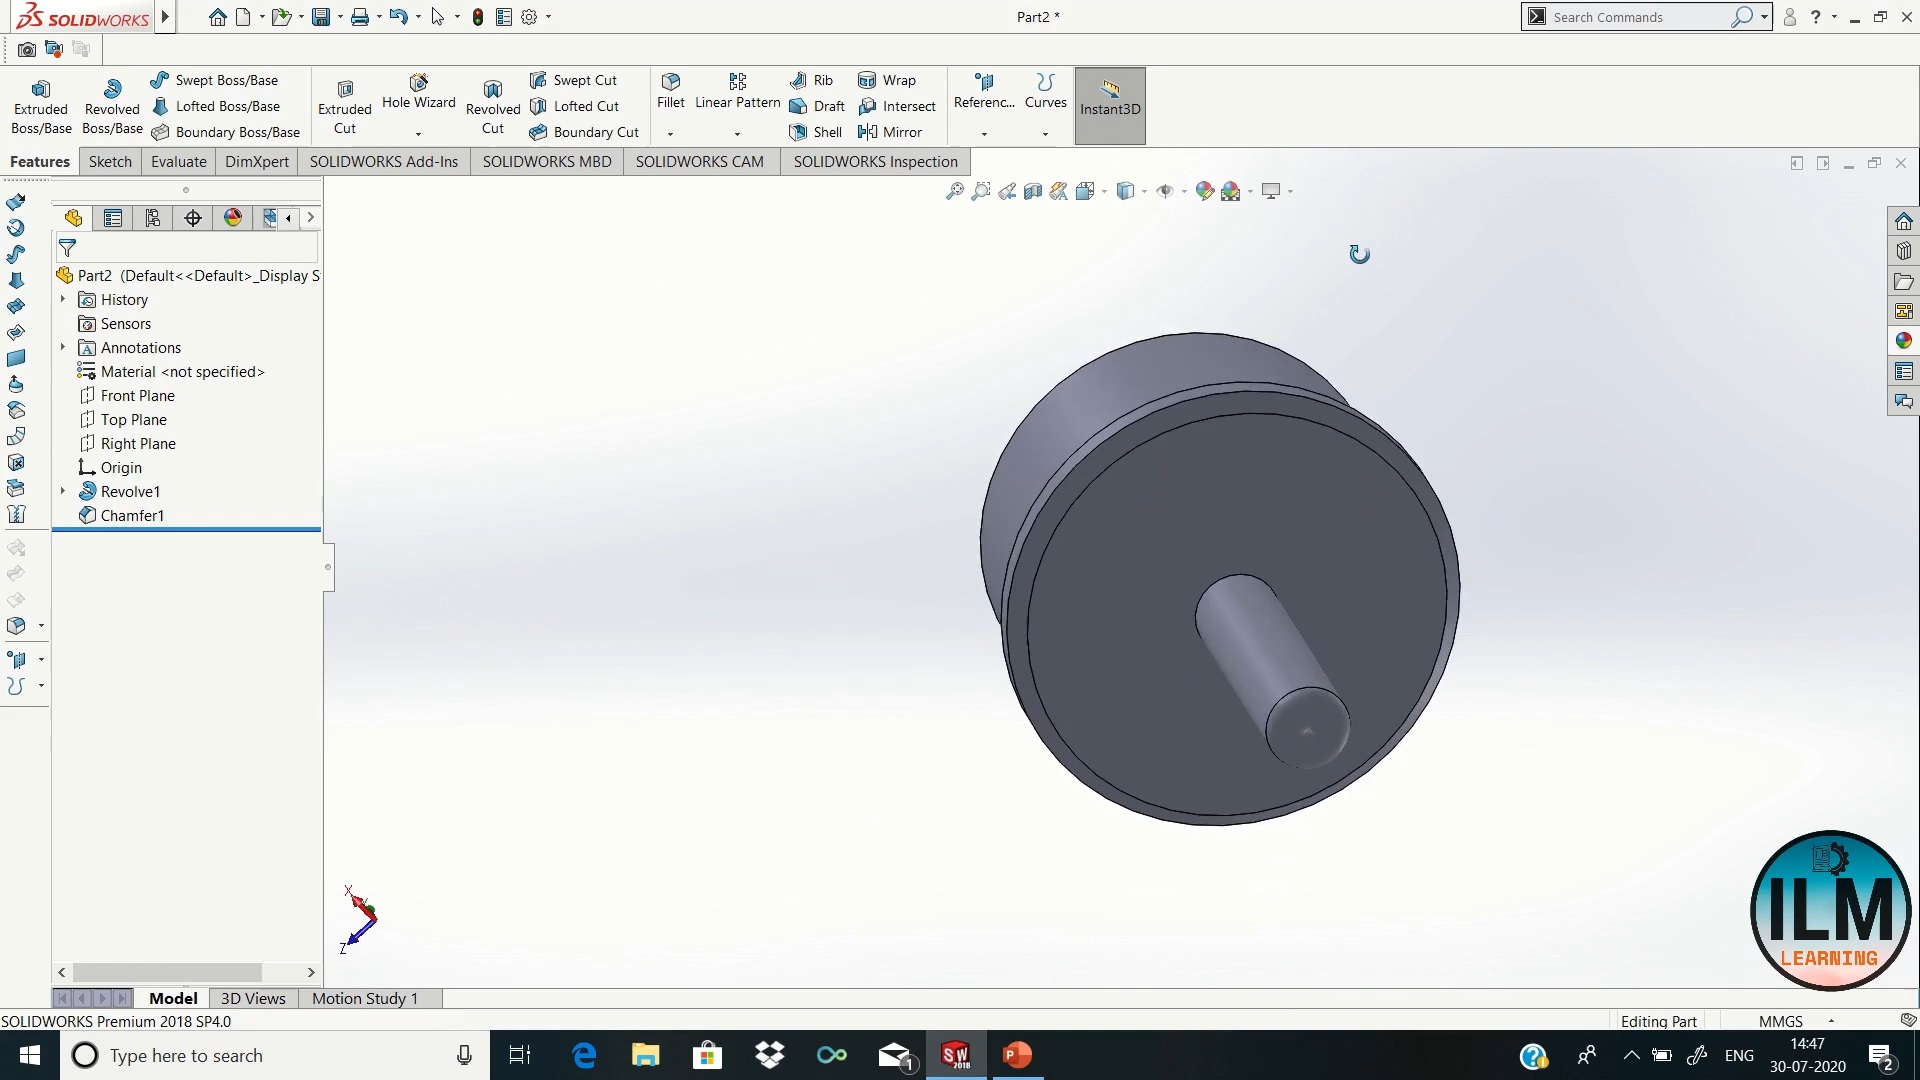 SOLIDWORKS
Part2 *
Search Commands
?
Extruded Boss/Base
Revolved Boss/Base
Swept Boss/Base
Lofted Boss/Base
Boundary Boss/Base
Extruded Cut
Hole Wizard
Revolved Cut
Swept Cut
Lofted Cut
Boundary Cut
Fillet
Linear Pattern
Rib
Draft
Shell
Wrap
Intersect
Mirror
Referenc...
Curves
Instant3D
Features
Sketch
Evaluate
DimXpert
SOLIDWORKS Add-Ins
SOLIDWORKS MBD
SOLIDWORKS CAM
SOLIDWORKS Inspection
Part2 (Default<<Default>_Display S
History
Sensors
Annotations
Material <not specified>
Front Plane
Top Plane
Right Plane
Origin
Revolve1
Chamfer1
X
Z
ILM
LEARNING
Model
3D Views
Motion Study 1
SOLIDWORKS Premium 2018 SP4.0
Editing Part
MMGS
Type here to search
1
SW
2018
P
ENG
14:47
30-07-2020
2